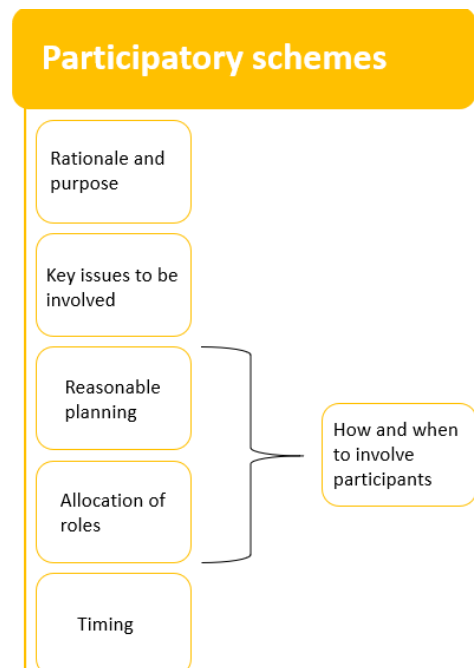 Participatory schemes
Rationale and
purpose
Key issues to be
involved
Reasonable
planning
Allocation of
roles
How and when
to involve
participants
Timing